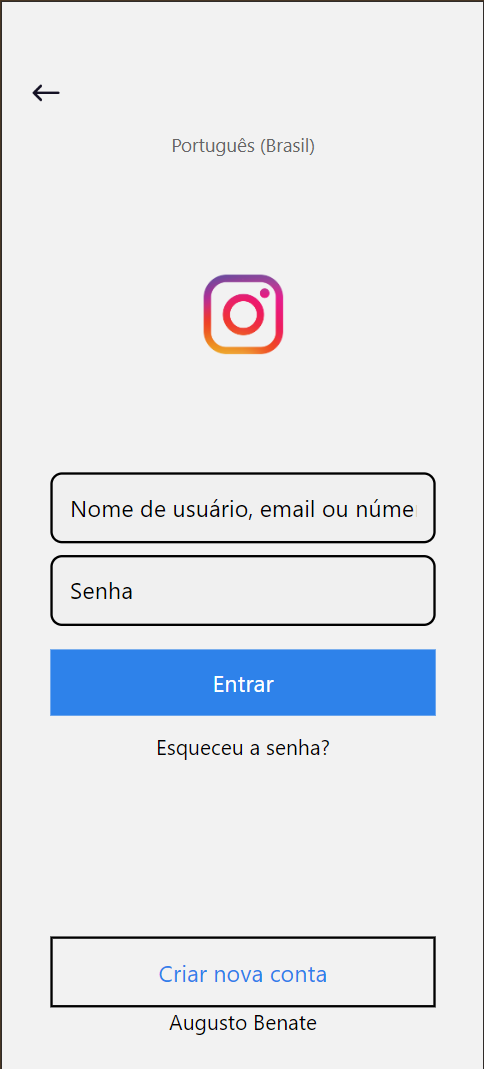 Português (Brasil)
Nome de usuário, email ou núme
Senha
Entrar
Esqueceu a senha?
Criar nova conta
Augusto Benate